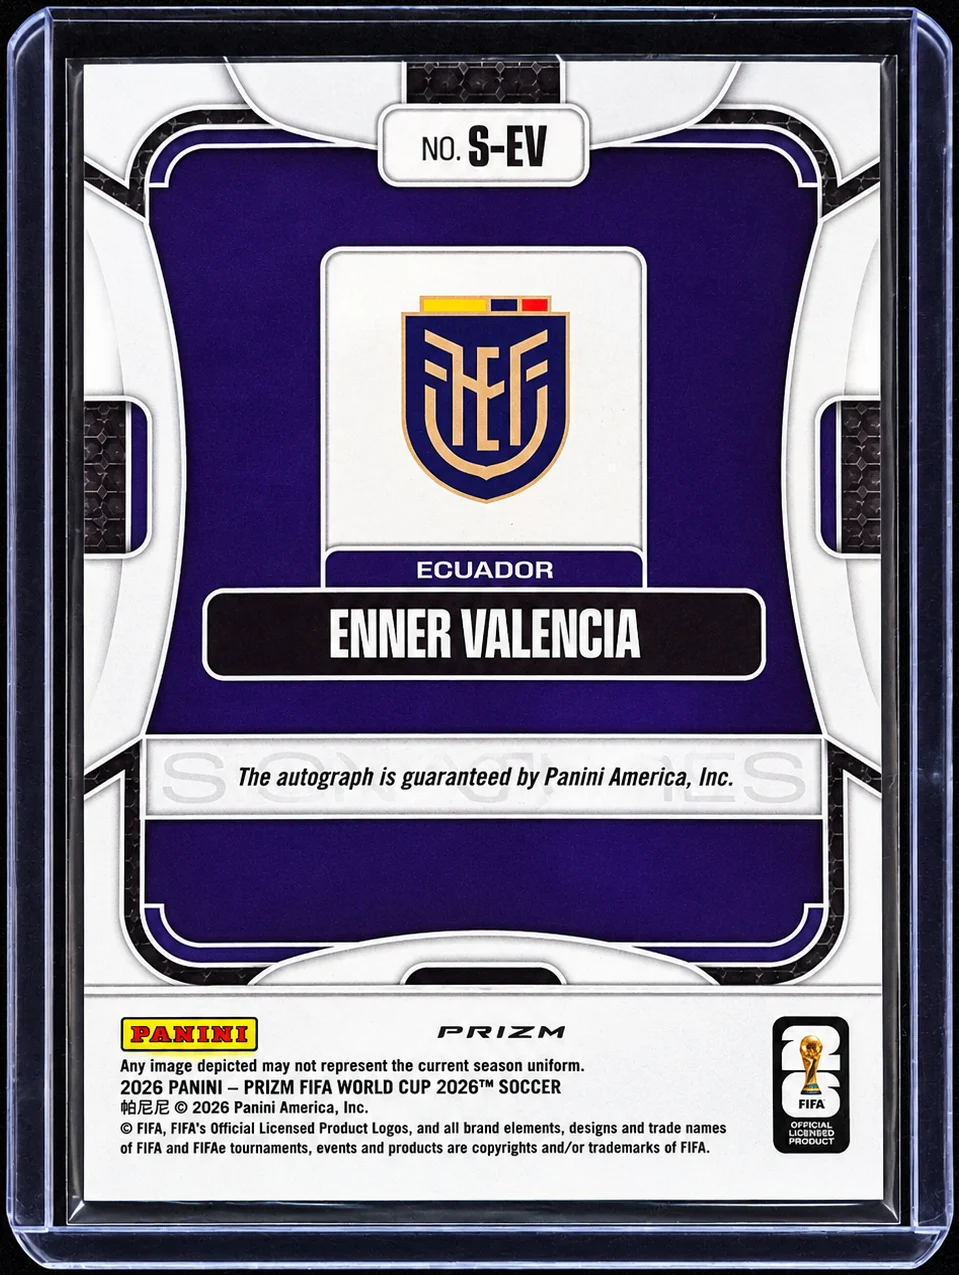 NO. S-EV
ECUADOR
ENNER VALENCIA
The autograph is guaranteed by Panini America, Inc.
PANINI
PRIZM
Any image depicted may not represent the current season uniform.
2026 PANINI – PRIZM FIFA WORLD CUP 2026™ SOCCER
帕尼尼 © 2026 Panini America, Inc.
© FIFA, FIFA's Official Licensed Product Logos, and all brand elements, designs and trade names
of FIFA and FIFAe tournaments, events and products are copyrights and/or trademarks of FIFA.
26
FIFA
OFFICIAL
LICENSED
PRODUCT